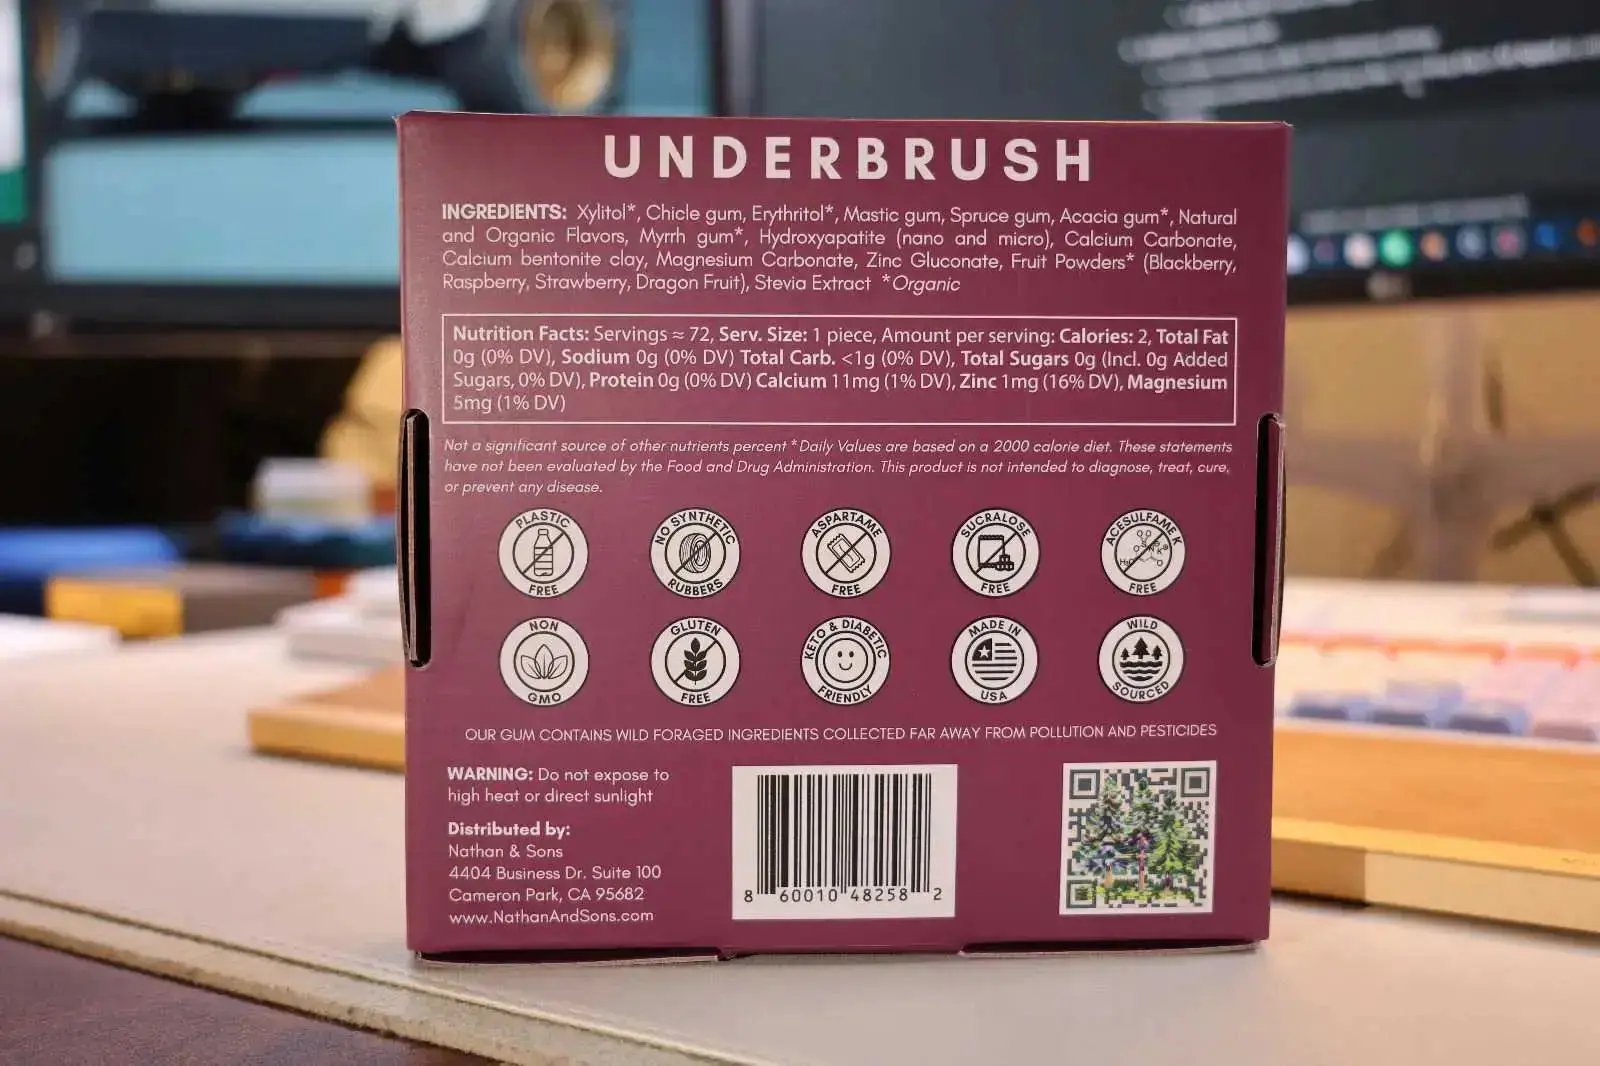 UNDERBRUSH
INGREDIENTS: Xylitol*, Chicle gum, Erythritol*, Mastic gum, Spruce gum, Acacia gum*, Natural
and Organic Flavors, Myrrh gum*, Hydroxyapatite (nano and micro), Calcium Carbonate,
Calcium bentonite clay, Magnesium Carbonate, Zinc Gluconate, Fruit Powders* (Blackberry,
Raspberry, Strawberry, Dragon Fruit), Stevia Extract *Organic
Nutrition Facts: Servings ≈ 72, Serv. Size: 1 piece, Amount per serving: Calories: 2, Total Fat
0g (0% DV), Sodium 0g (0% DV) Total Carb. <1g (0% DV), Total Sugars 0g (Incl. 0g Added
Sugars, 0% DV), Protein 0g (0% DV) Calcium 11mg (1% DV), Zinc 1mg (16% DV), Magnesium
5mg (1% DV)
Not a significant source of other nutrients percent *Daily Values are based on a 2000 calorie diet. These statements
have not been evaluated by the Food and Drug Administration. This product is not intended to diagnose, treat, cure,
or prevent any disease.
PLASTIC FREE
NO SYNTHETIC RUBBERS
ASPARTAME FREE
SUCRALOSE FREE
ACESULFAME K FREE
NON GMO
GLUTEN FREE
KETO & DIABETIC FRIENDLY
MADE IN USA
WILD SOURCED
OUR GUM CONTAINS WILD FORAGED INGREDIENTS COLLECTED FAR AWAY FROM POLLUTION AND PESTICIDES
WARNING: Do not expose to
high heat or direct sunlight
Distributed by:
Nathan & Sons
4404 Business Dr. Suite 100
Cameron Park, CA 95682
www.NathanAndSons.com
8 60010 48258 2